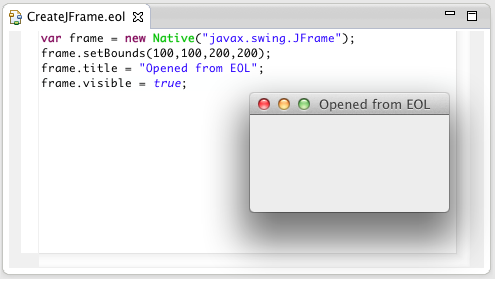 CreateJFrame.eol
var frame = new Native("javax.swing.JFrame");
frame.setBounds(100,100,200,200);
frame.title = "Opened from EOL";
frame.visible = true;
Opened from EOL